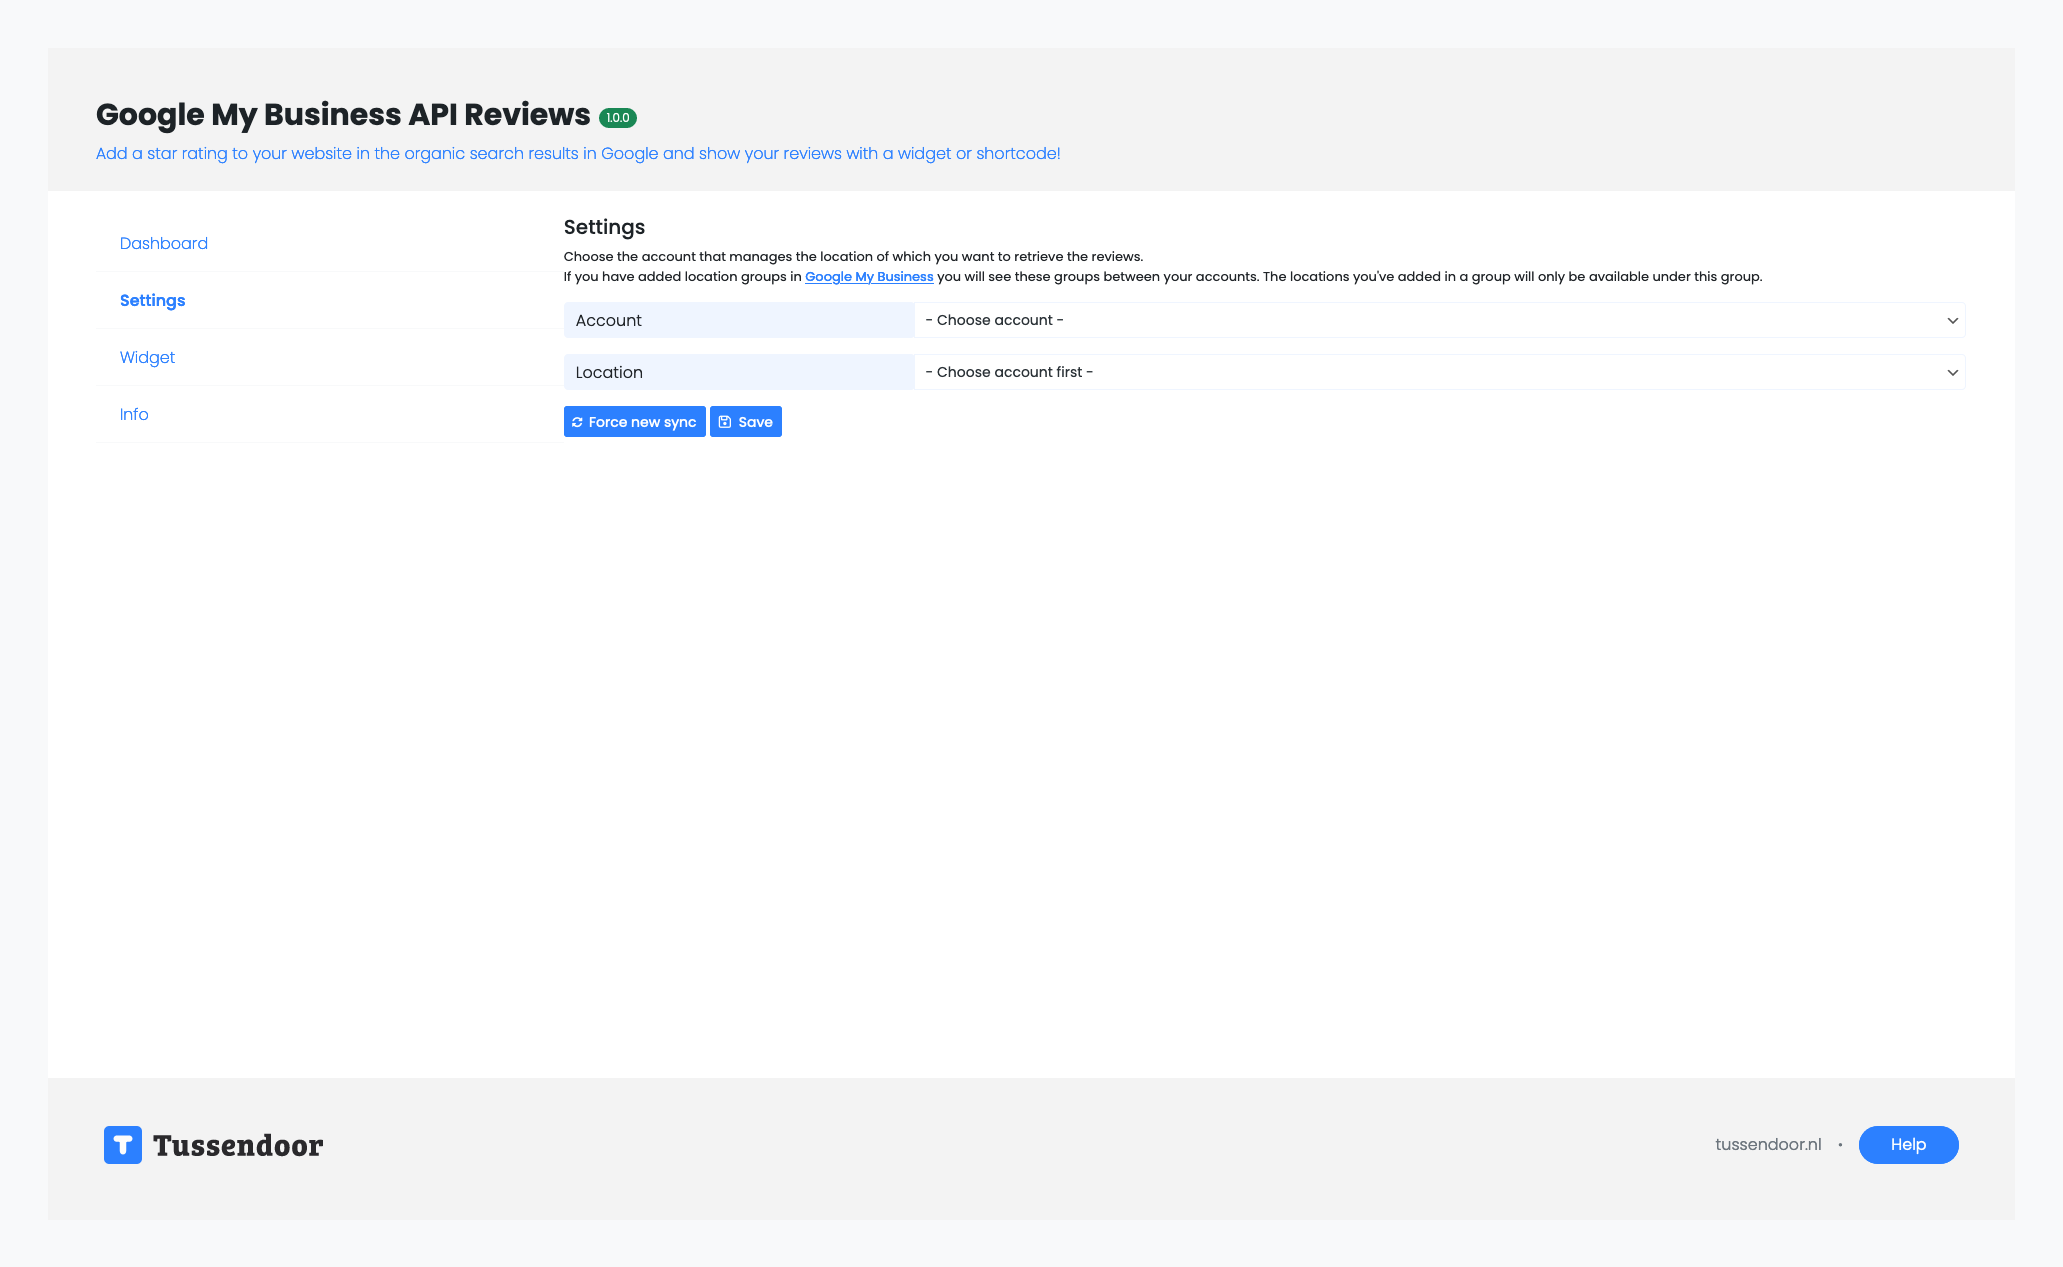 Google My Business API Reviews 1.0.0
Add a star rating to your website in the organic search results in Google and show your reviews with a widget or shortcode!
Dashboard
Settings
Widget
Info
Settings
Choose the account that manages the location of which you want to retrieve the reviews.
If you have added location groups in Google My Business you will see these groups between your accounts. The locations you've added in a group will only be available under this group.
Account - Choose account -
Location - Choose account first -
Force new sync Save
T Tussendoor
tussendoor.nl • Help